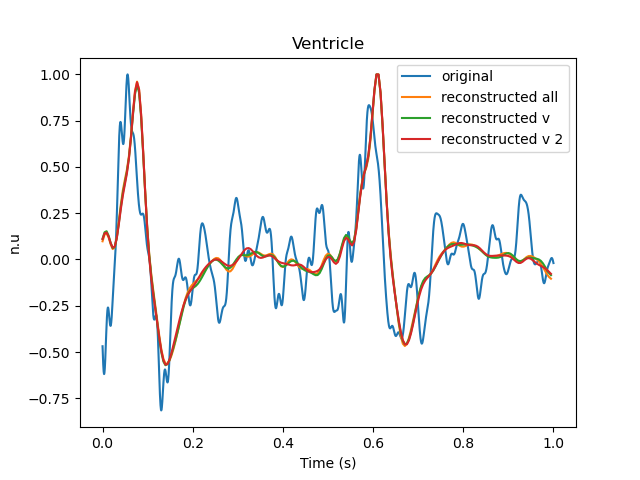 Ventricle
1.00
0.75
0.50
0.25
0.00
−0.25
−0.50
−0.75
n.u
original
reconstructed all
reconstructed v
reconstructed v 2
0.0 0.2 0.4 0.6 0.8 1.0
Time (s)